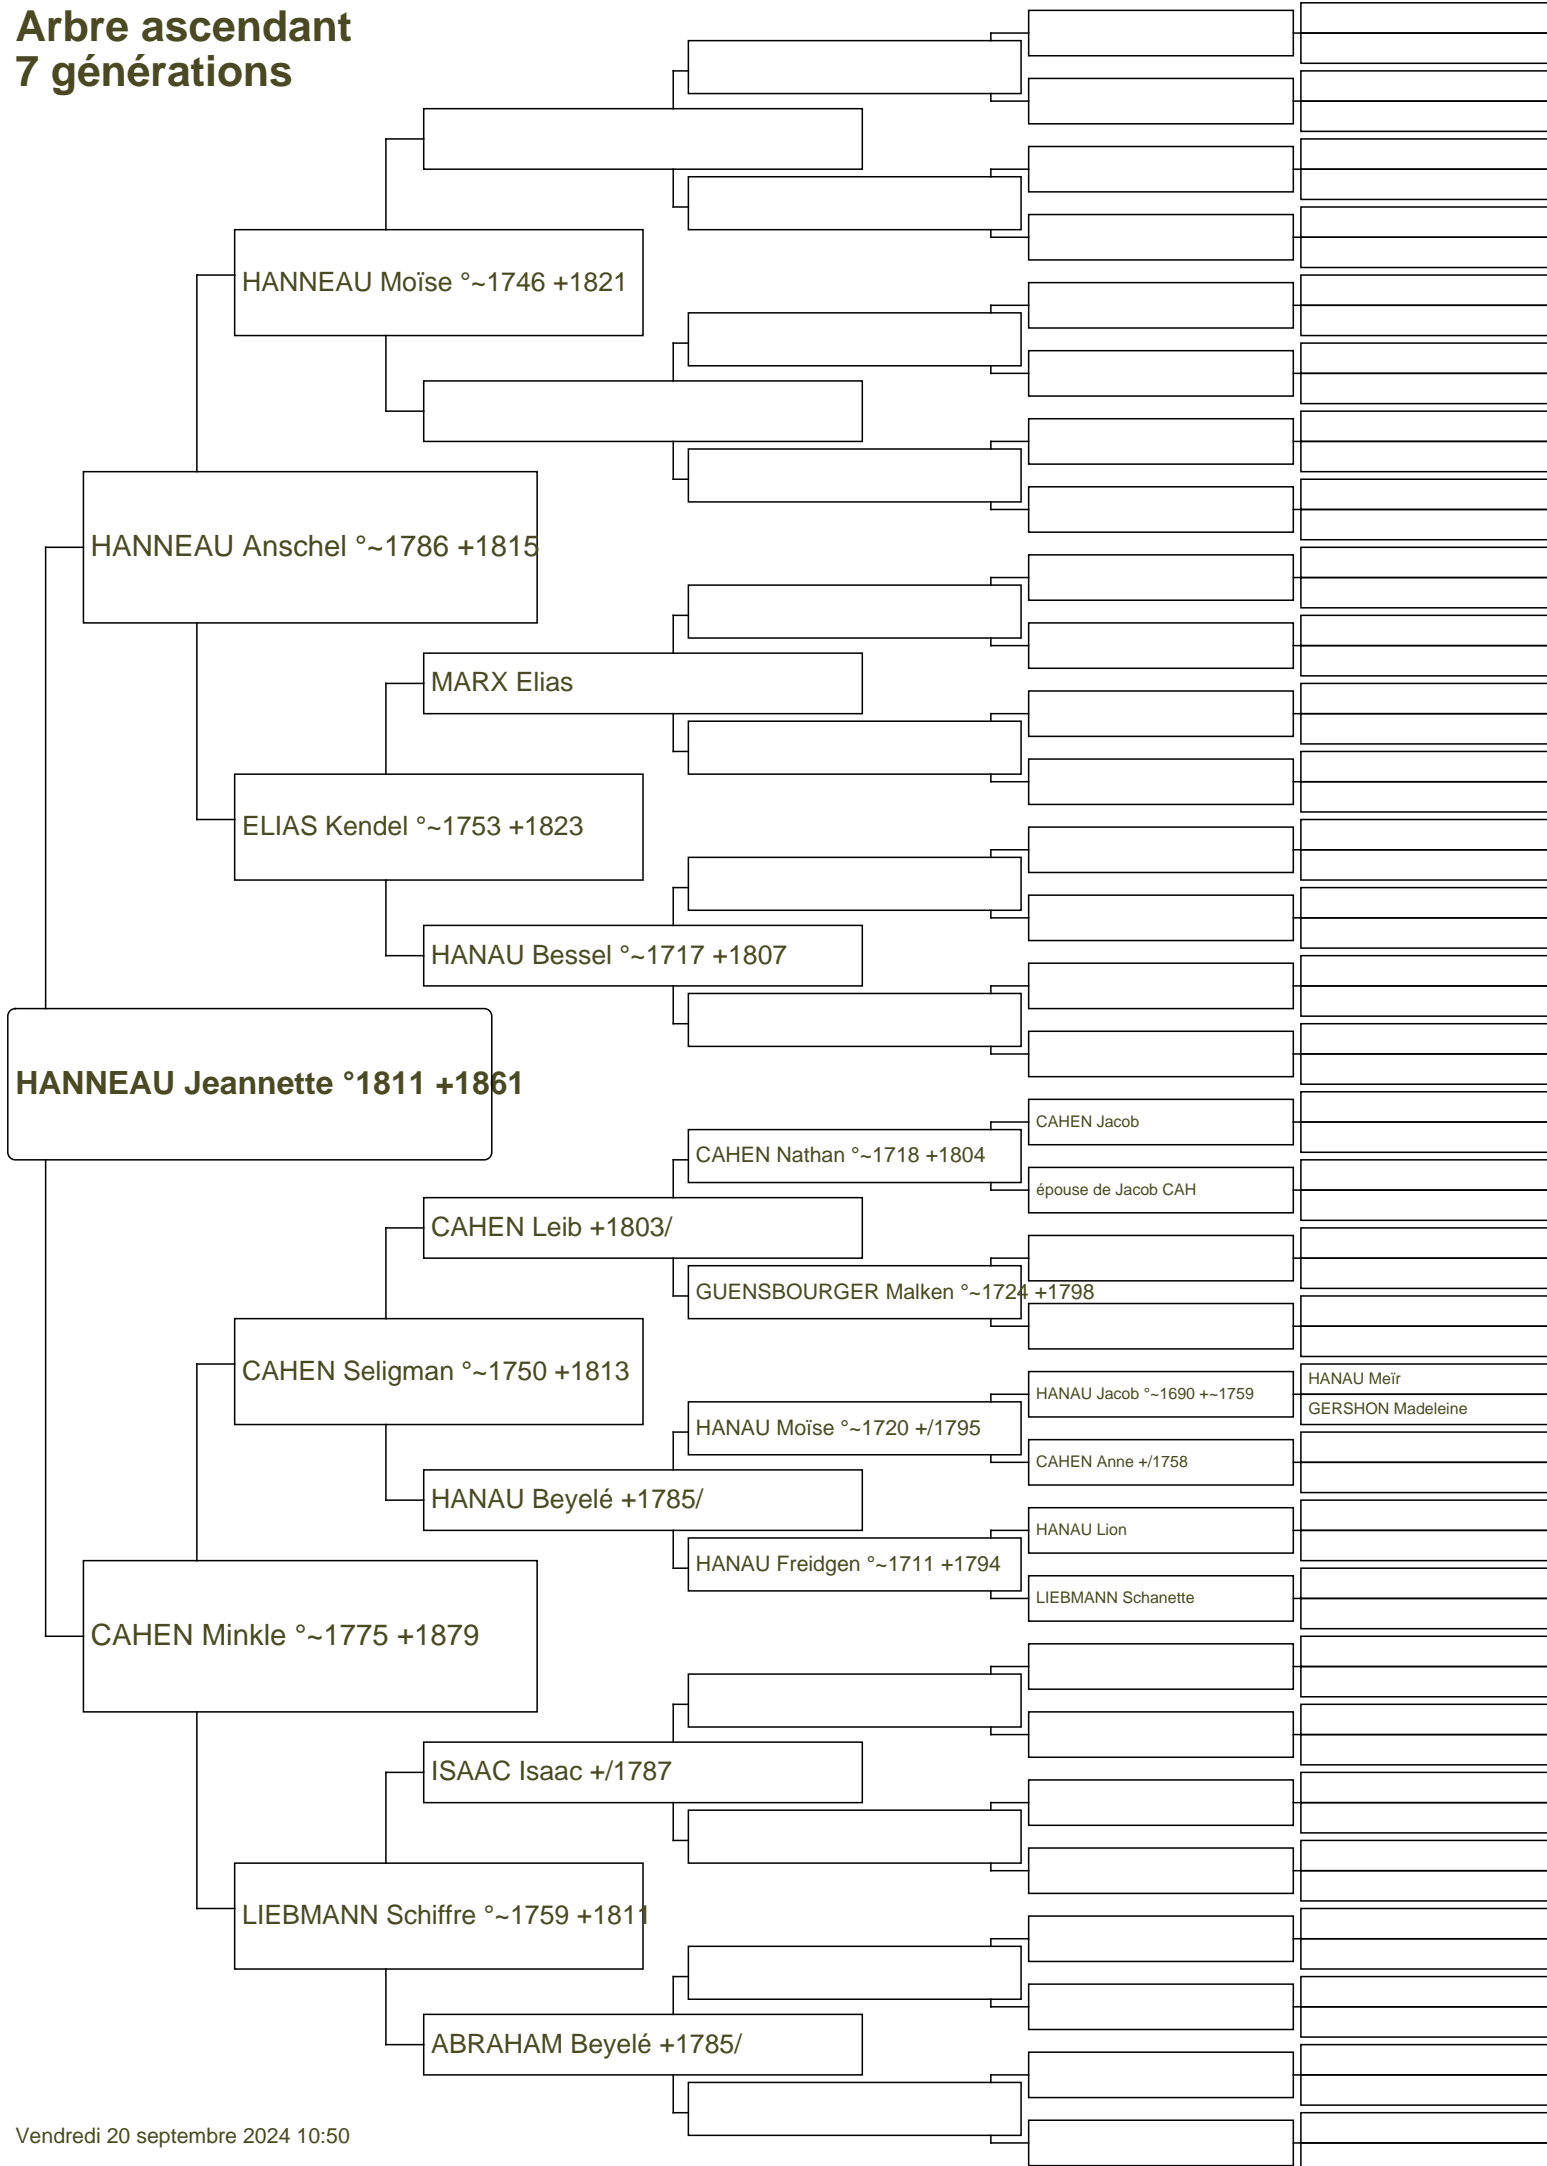 Arbre ascendant
7 générations
HANNEAU Moïse °~1746 +1821
HANNEAU Anschel °~1786 +1815
MARX Elias
ELIAS Kendel °~1753 +1823
HANAU Bessel °~1717 +1807
HANNEAU Jeannette °1811 +1861
CAHEN Jacob
CAHEN Nathan °~1718 +1804
épouse de Jacob CAH
CAHEN Leib +1803/
GUENSBOURGER Malken °~1724 +1798
CAHEN Seligman °~1750 +1813
HANAU Meïr
HANAU Jacob °~1690 +~1759
GERSHON Madeleine
HANAU Moïse °~1720 +/1795
CAHEN Anne +/1758
HANAU Beyelé +1785/
HANAU Lion
HANAU Freidgen °~1711 +1794
LIEBMANN Schanette
CAHEN Minkle °~1775 +1879
ISAAC Isaac +/1787
LIEBMANN Schiffre °~1759 +1811
ABRAHAM Beyelé +1785/
Vendredi 20 septembre 2024 10:50